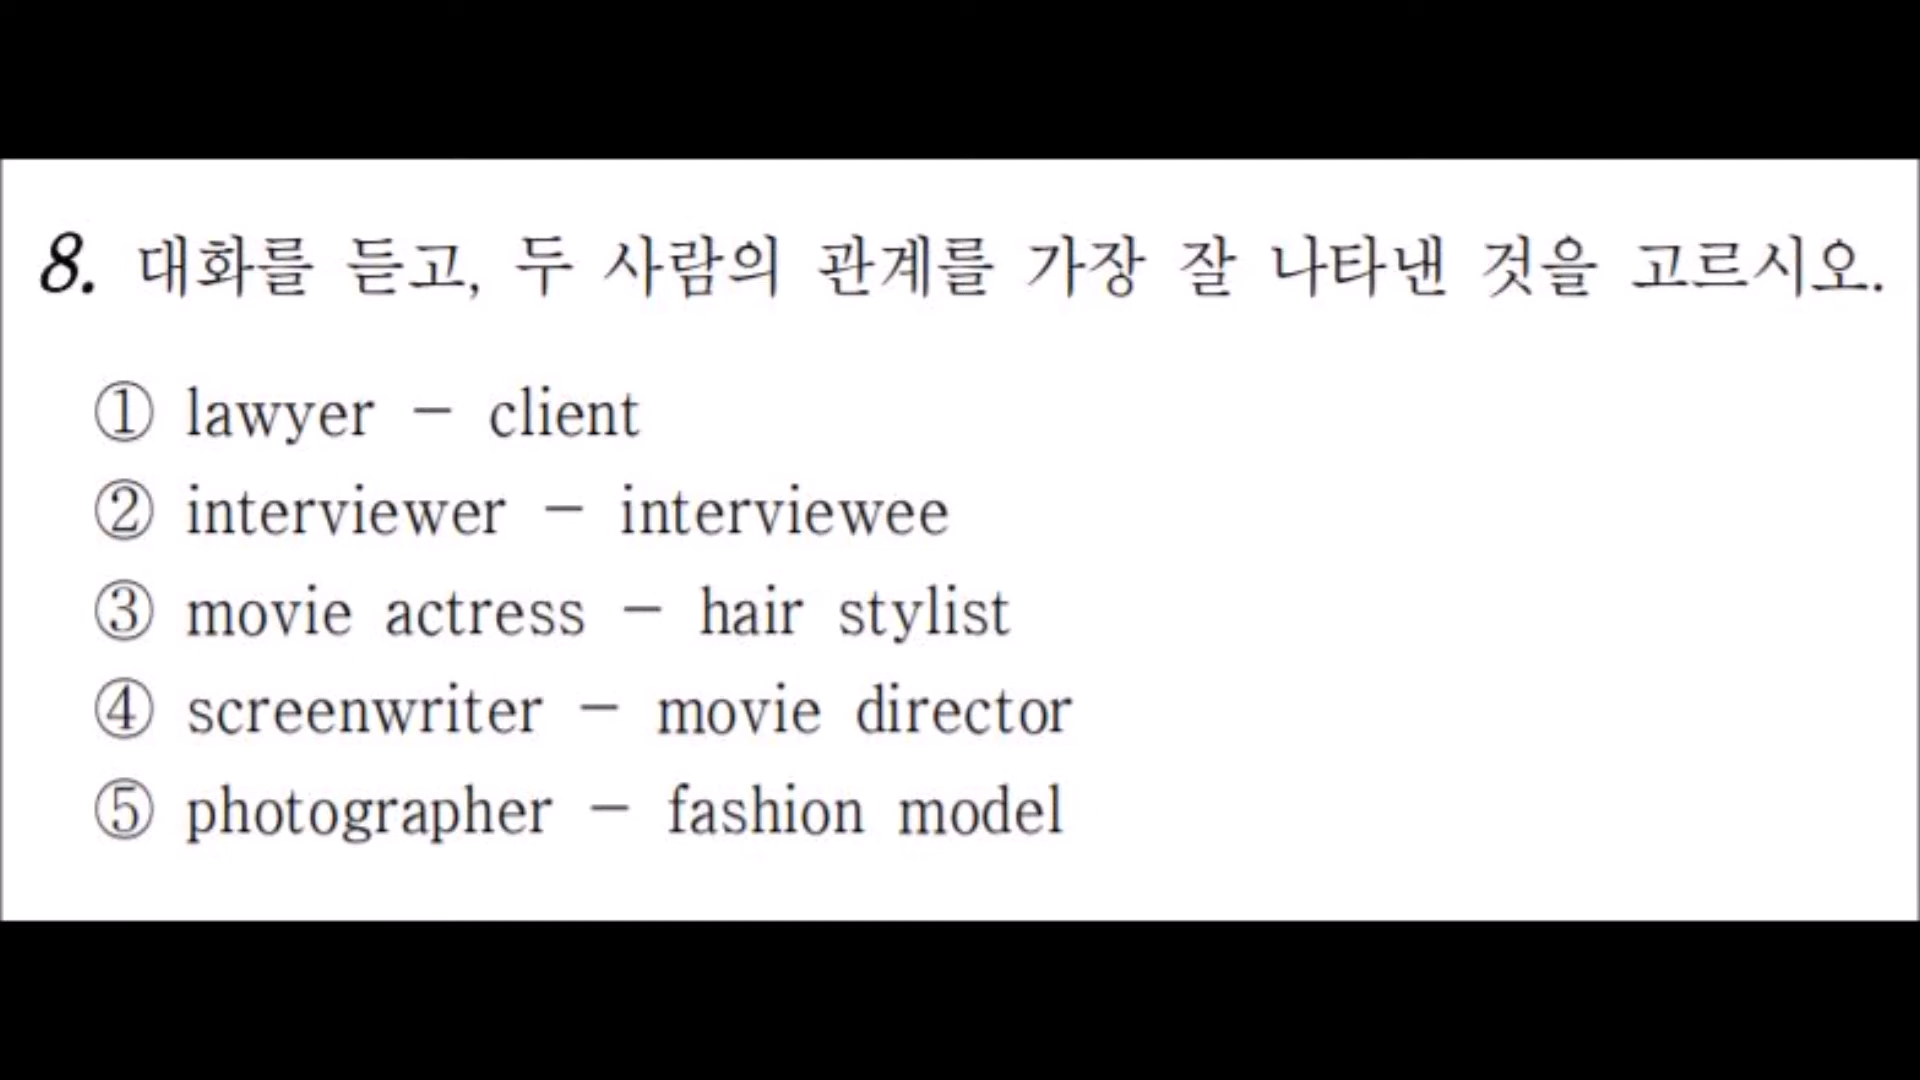 8. 대화를 듣고, 두 사람의 관계를 가장 잘 나타낸 것을 고르시오.
① lawyer - client
② interviewer - interviewee
③ movie actress - hair stylist
④ screenwriter - movie director
⑤ photographer - fashion model